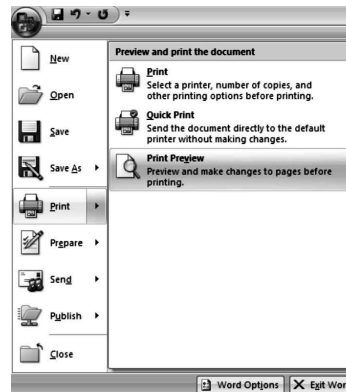 Preview and print the document
New
Open
Save
Save As
Print
Prepare
Send
Publish
Close
Print
Select a printer, number of copies, and
other printing options before printing.
Quick Print
Send the document directly to the default
printer without making changes.
Print Preview
Preview and make changes to pages before
printing.
Word Options
Exit Wor